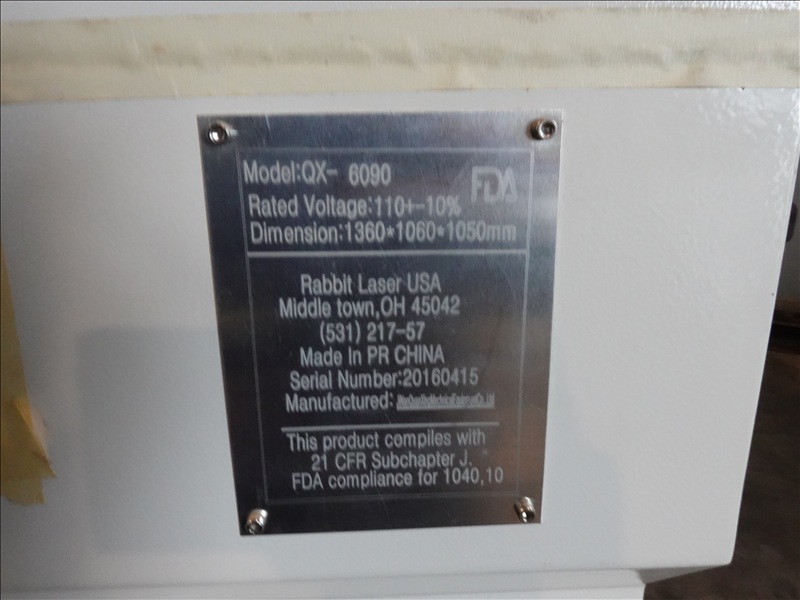 Model:QX- 6090
FDA
Rated Voltage:110+-10%
Dimension:1360*1060*1050mm
Rabbit Laser USA
Middle town,OH 45042
(531) 217-57
Made In PR CHINA
Serial Number:20160415
Manufactured:
This product compiles with
21 CFR Subchapter J.
FDA compliance for 1040,10